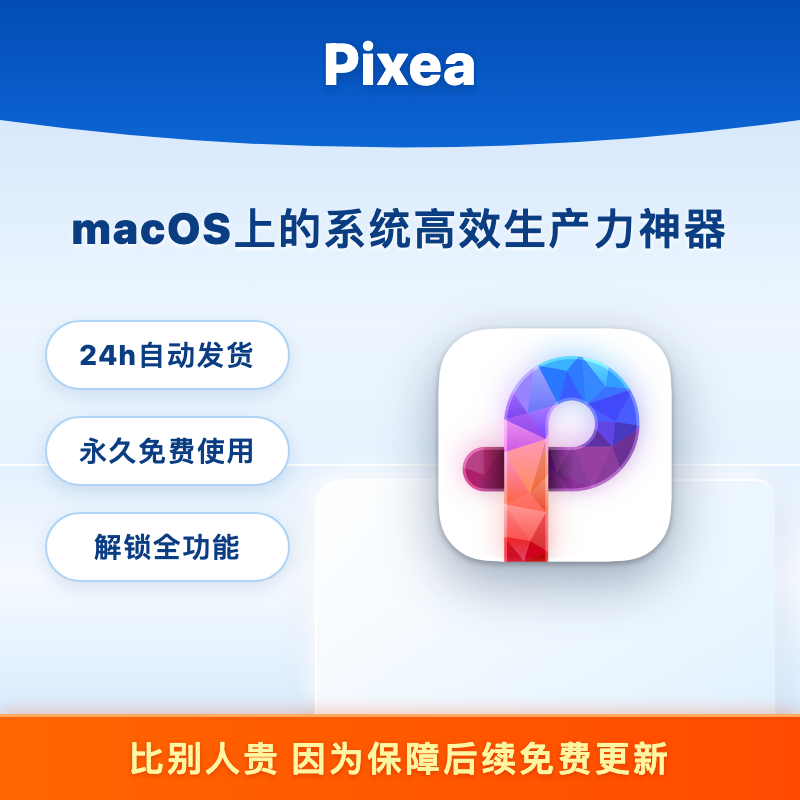 Pixea
macOS上的系统高效生产力神器
24h自动发货
永久免费使用
解锁全功能
比别人贵 因为保障后续免费更新